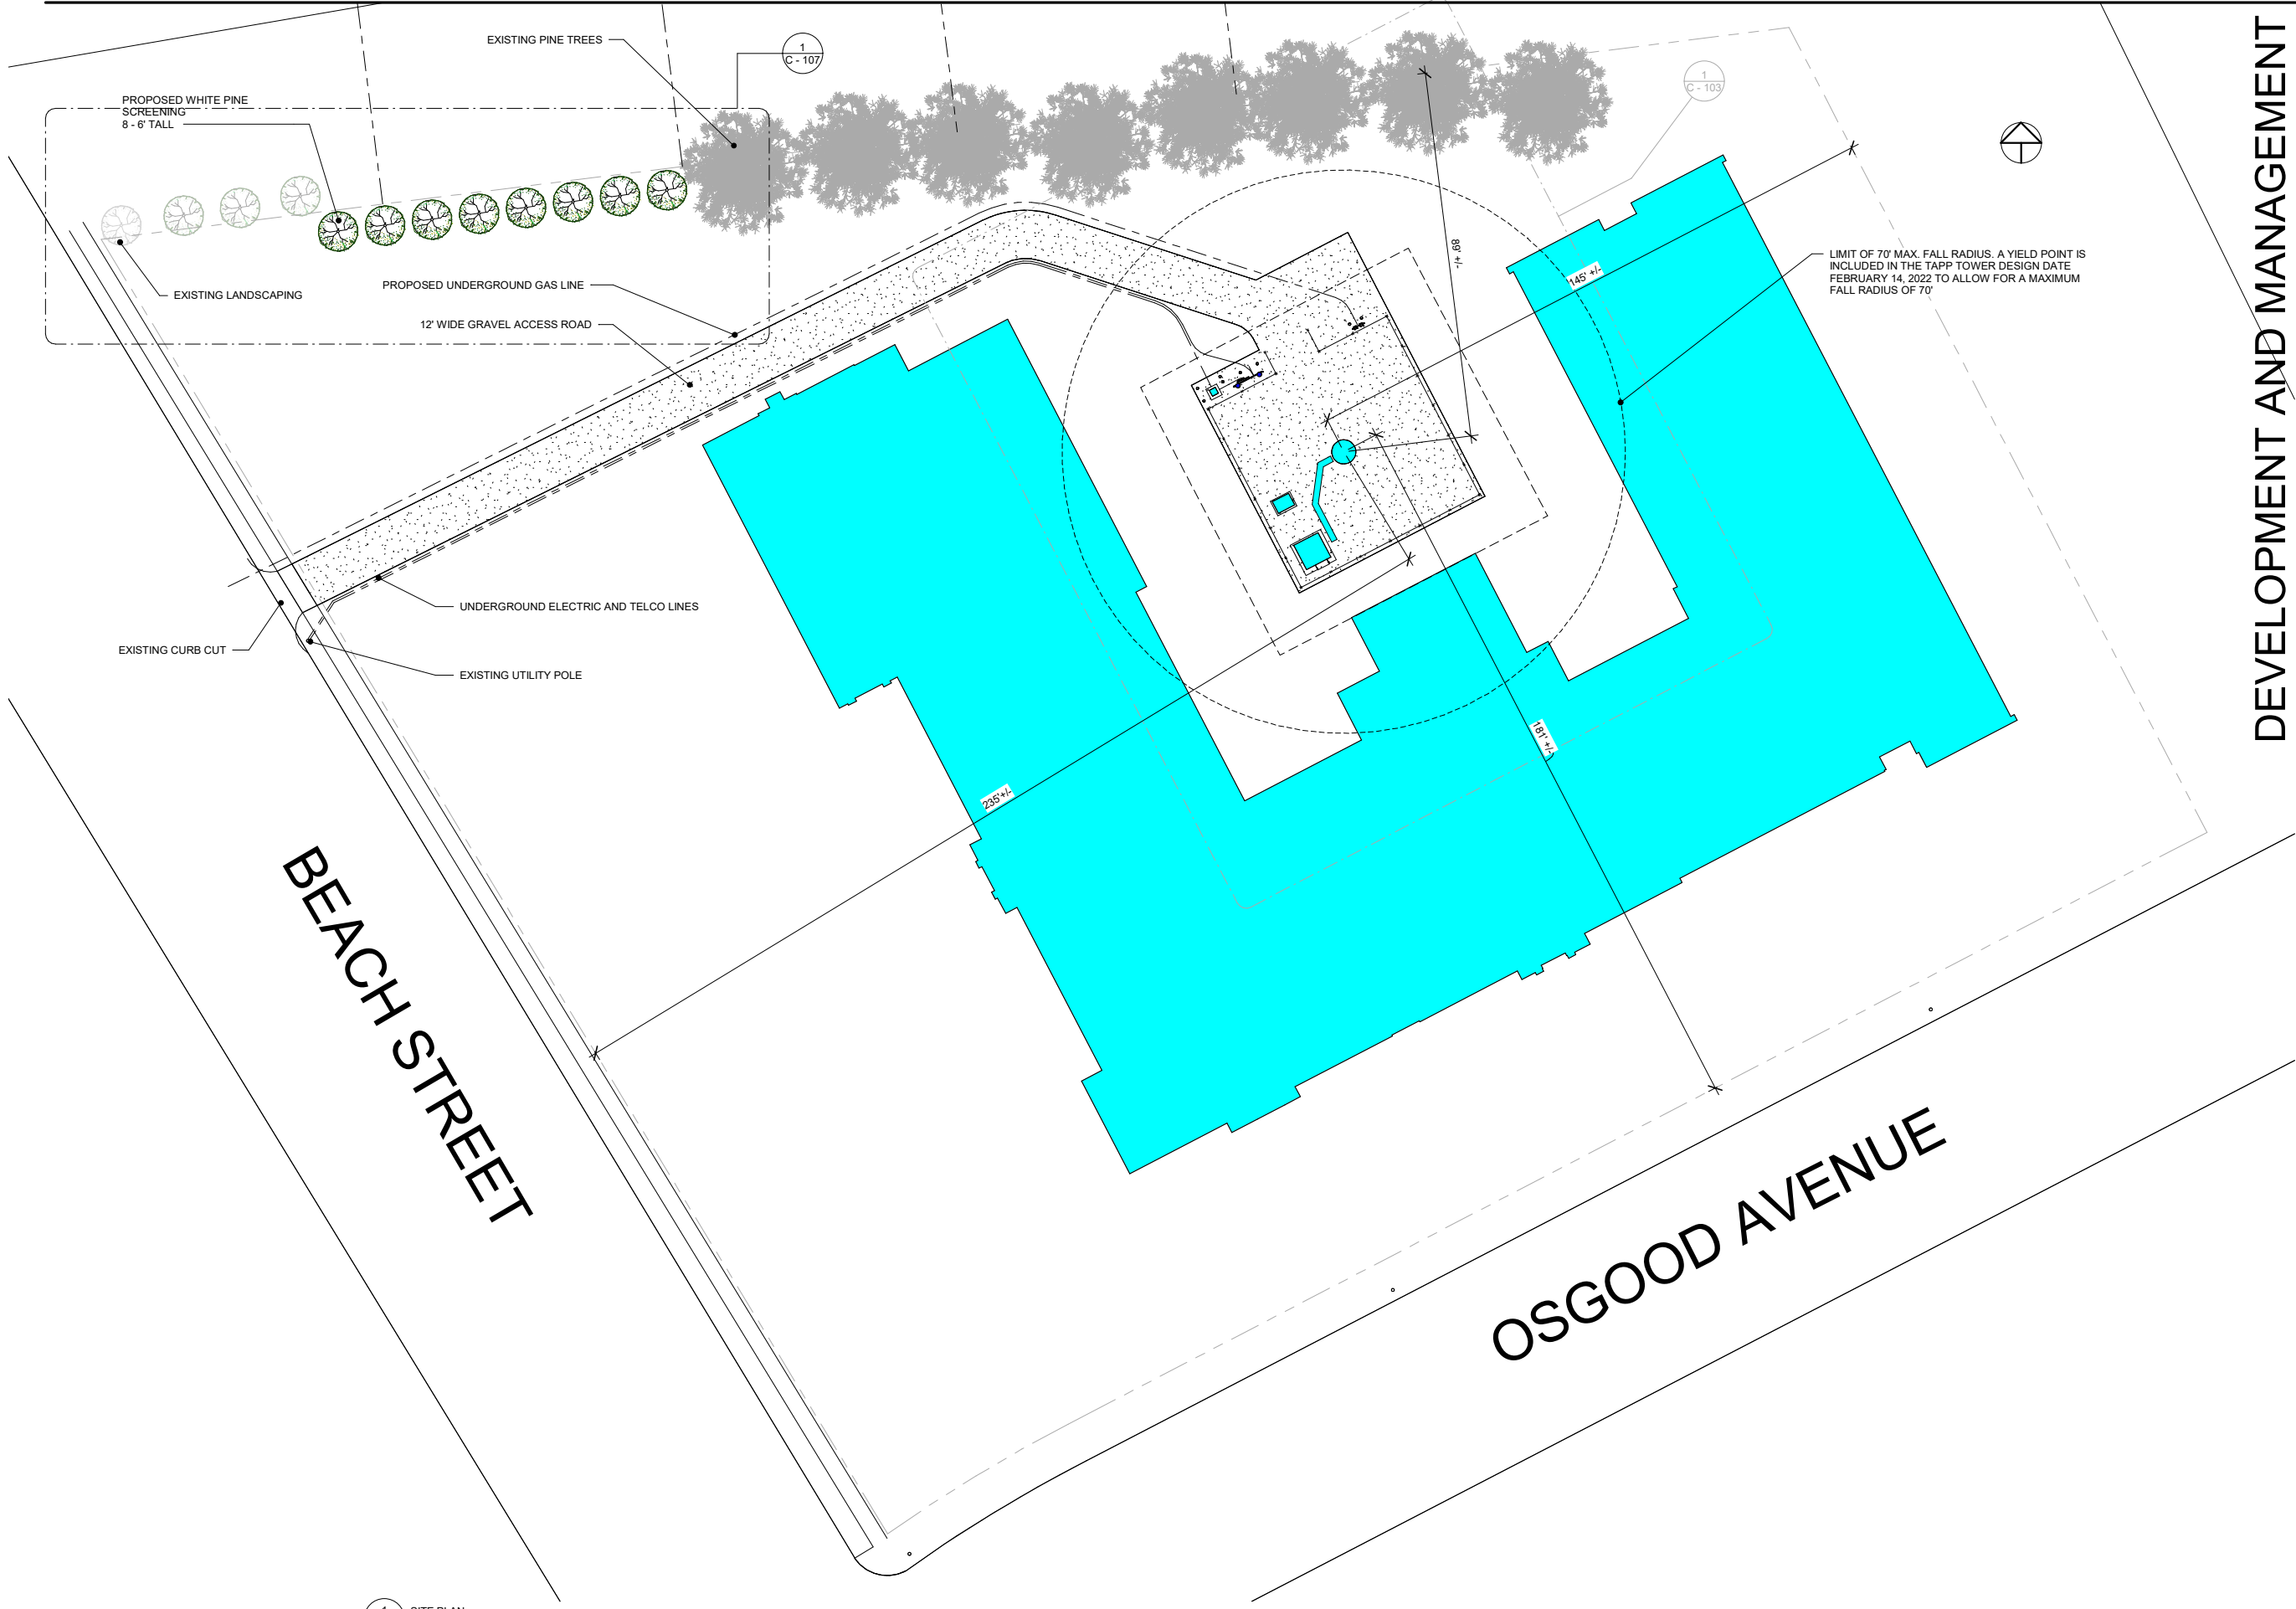 EXISTING PINE TREES
1
C - 107
PROPOSED WHITE PINE
SCREENING
8 - 6' TALL
1
C - 103
DEVELOPMENT AND MANAGEMENT
89' +/-
145' +/-
LIMIT OF 70' MAX. FALL RADIUS. A YIELD POINT IS
INCLUDED IN THE TAPP TOWER DESIGN DATE
FEBRUARY 14, 2022 TO ALLOW FOR A MAXIMUM
FALL RADIUS OF 70'
EXISTING LANDSCAPING
PROPOSED UNDERGROUND GAS LINE
12' WIDE GRAVEL ACCESS ROAD
UNDERGROUND ELECTRIC AND TELCO LINES
EXISTING CURB CUT
EXISTING UTILITY POLE
181' +/-
235'+/-
BEACH STREET
OSGOOD AVENUE
1
SITE PLAN